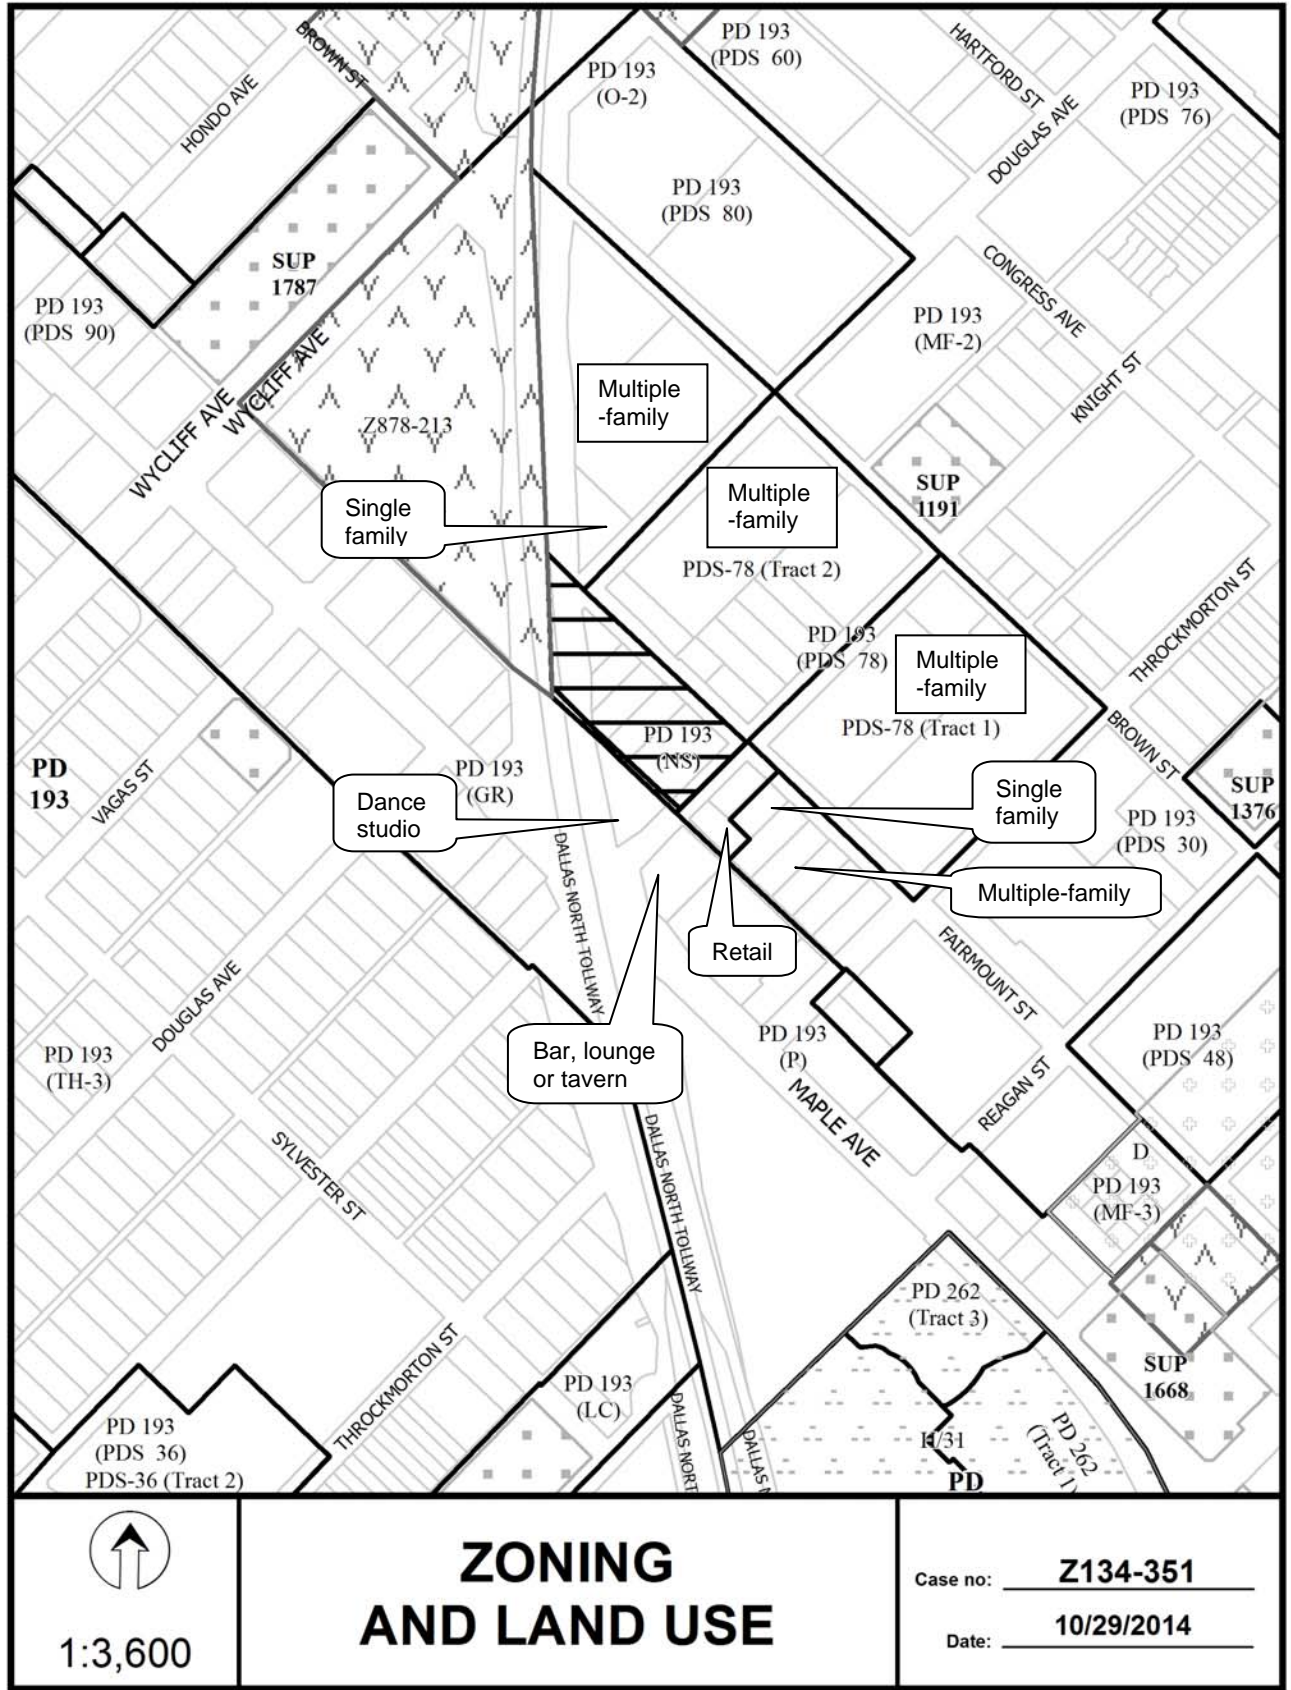 BROWN ST
HONDO AVE
PD 193
(PDS 60)
PD 193
(O-2)
HARTFORD ST
PD 193
(PDS 76)
DOUGLAS AVE
PD 193
(PDS 80)
SUP
1787
CONGRESS AVE
PD 193
(PDS 90)
PD 193
(MF-2)
WYCLIFF AVE
WYCLIFF AVE
KNIGHT ST
Multiple
-family
Z878-213
SUP
1191
Single
family
Multiple
-family
PDS-78 (Tract 2)
THROCKMORTON ST
PD 193
(PDS 78)
Multiple
-family
PDS-78 (Tract 1)
BROWN ST
PD 193
(NS)
PD
193
VAGAS ST
PD 193
(GR)
Dance
studio
Single
family
SUP
1376
PD 193
(PDS 30)
Multiple-family
DALLAS NORTH TOLLWAY
Retail
FAIRMOUNT ST
DOUGLAS AVE
PD 193
(TH-3)
Bar, lounge
or tavern
PD 193
(P)
PD 193
(PDS 48)
REAGAN ST
MAPLE AVE
SYLVESTER ST
DALLAS NORTH TOLLWAY
D
PD 193
(MF-3)
PD 262
(Tract 3)
THROCKMORTON ST
PD 193
(LC)
SUP
1668
PD 193
(PDS 36)
PDS-36 (Tract 2)
DALLAS NORT
DALLAS N
H/31
PD
PD 262
(Tract 1)
1:3,600
ZONING
AND LAND USE
Case no: Z134-351
Date: 10/29/2014